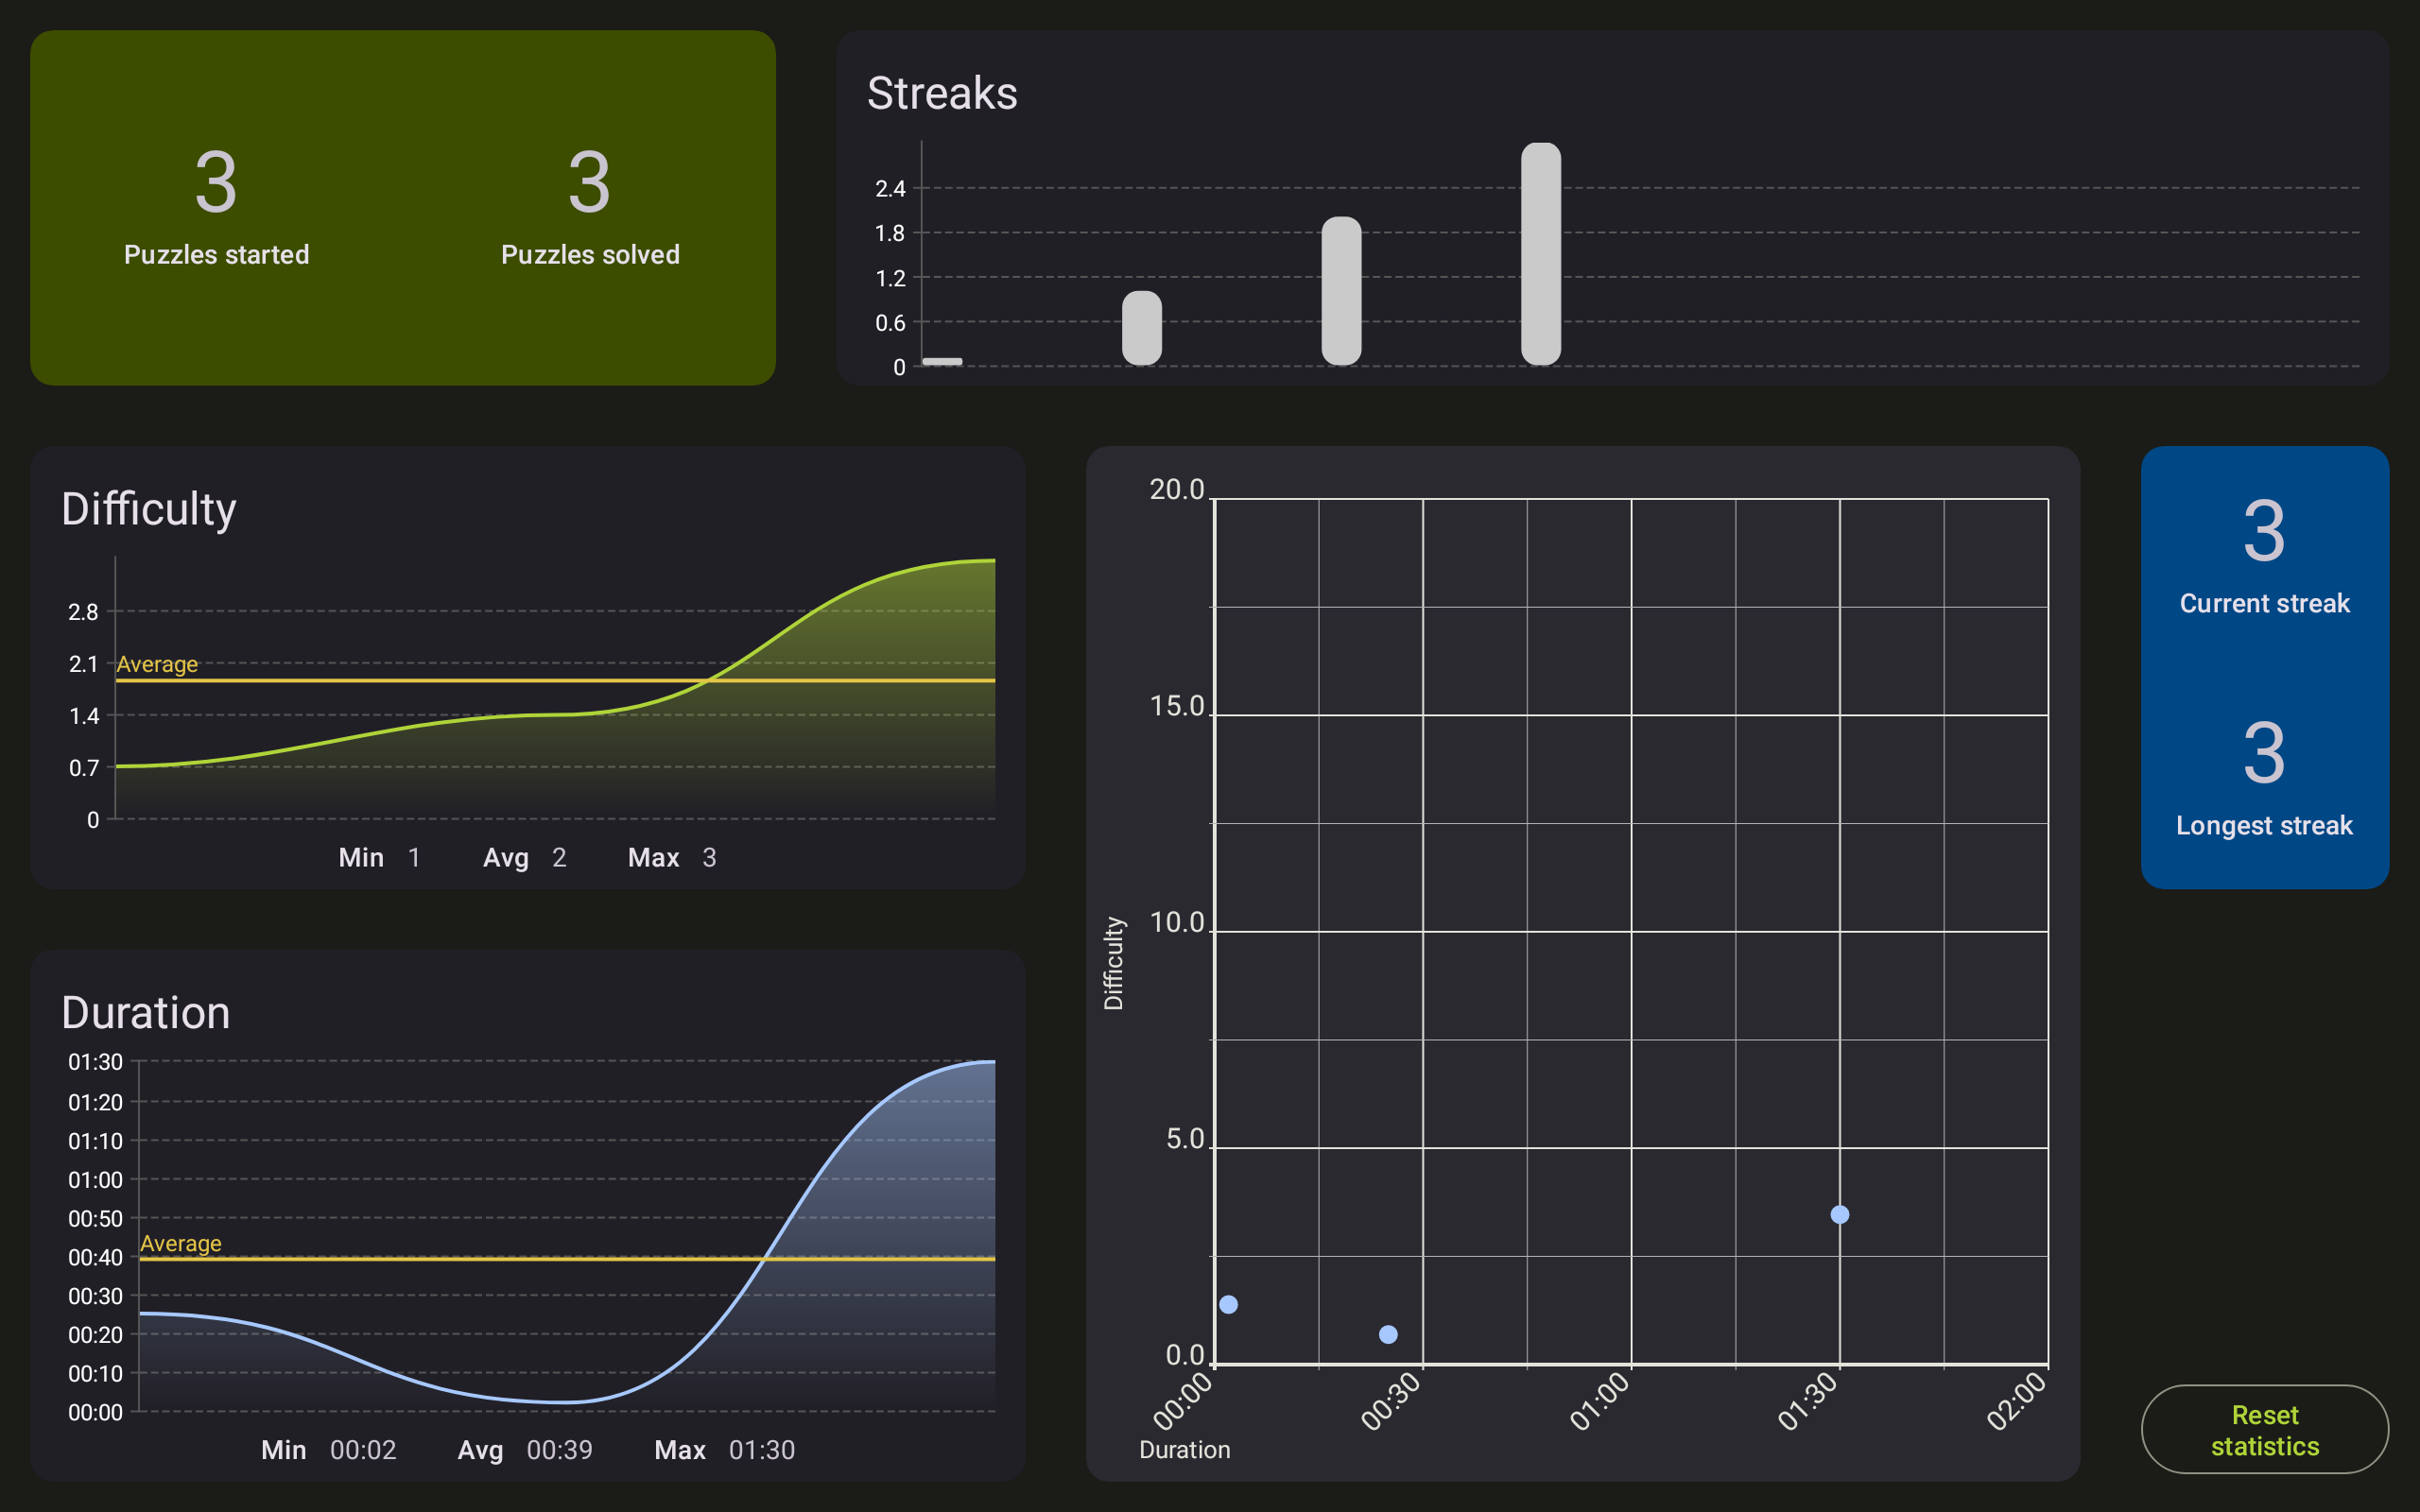 3
Puzzles started
3
Puzzles solved
Streaks
2.4
1.8
1.2
0.6
0
Difficulty
2.8
2.1
Average
1.4
0.7
0
Min 1 Avg 2 Max 3
Duration
01:30
01:20
01:10
01:00
00:50
Average
00:40
00:30
00:20
00:10
00:00
Min 00:02 Avg 00:39 Max 01:30
20.0
15.0
10.0
Difficulty
5.0
0.0
00:00 00:30 01:00 01:30 02:00
Duration
3
Current streak
3
Longest streak
Reset
statistics